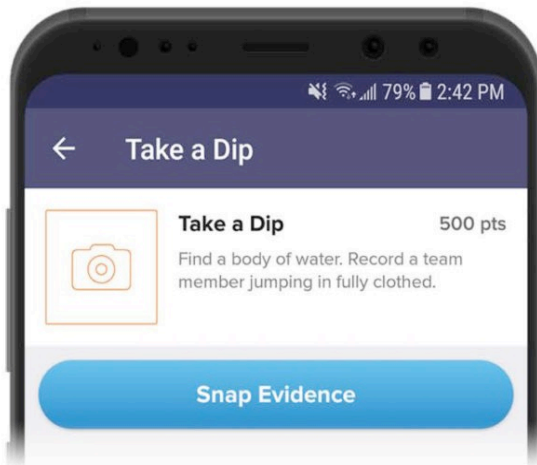 79% 2:42 PM
Take a Dip
Take a Dip 500 pts
Find a body of water. Record a team
member jumping in fully clothed.
Snap Evidence